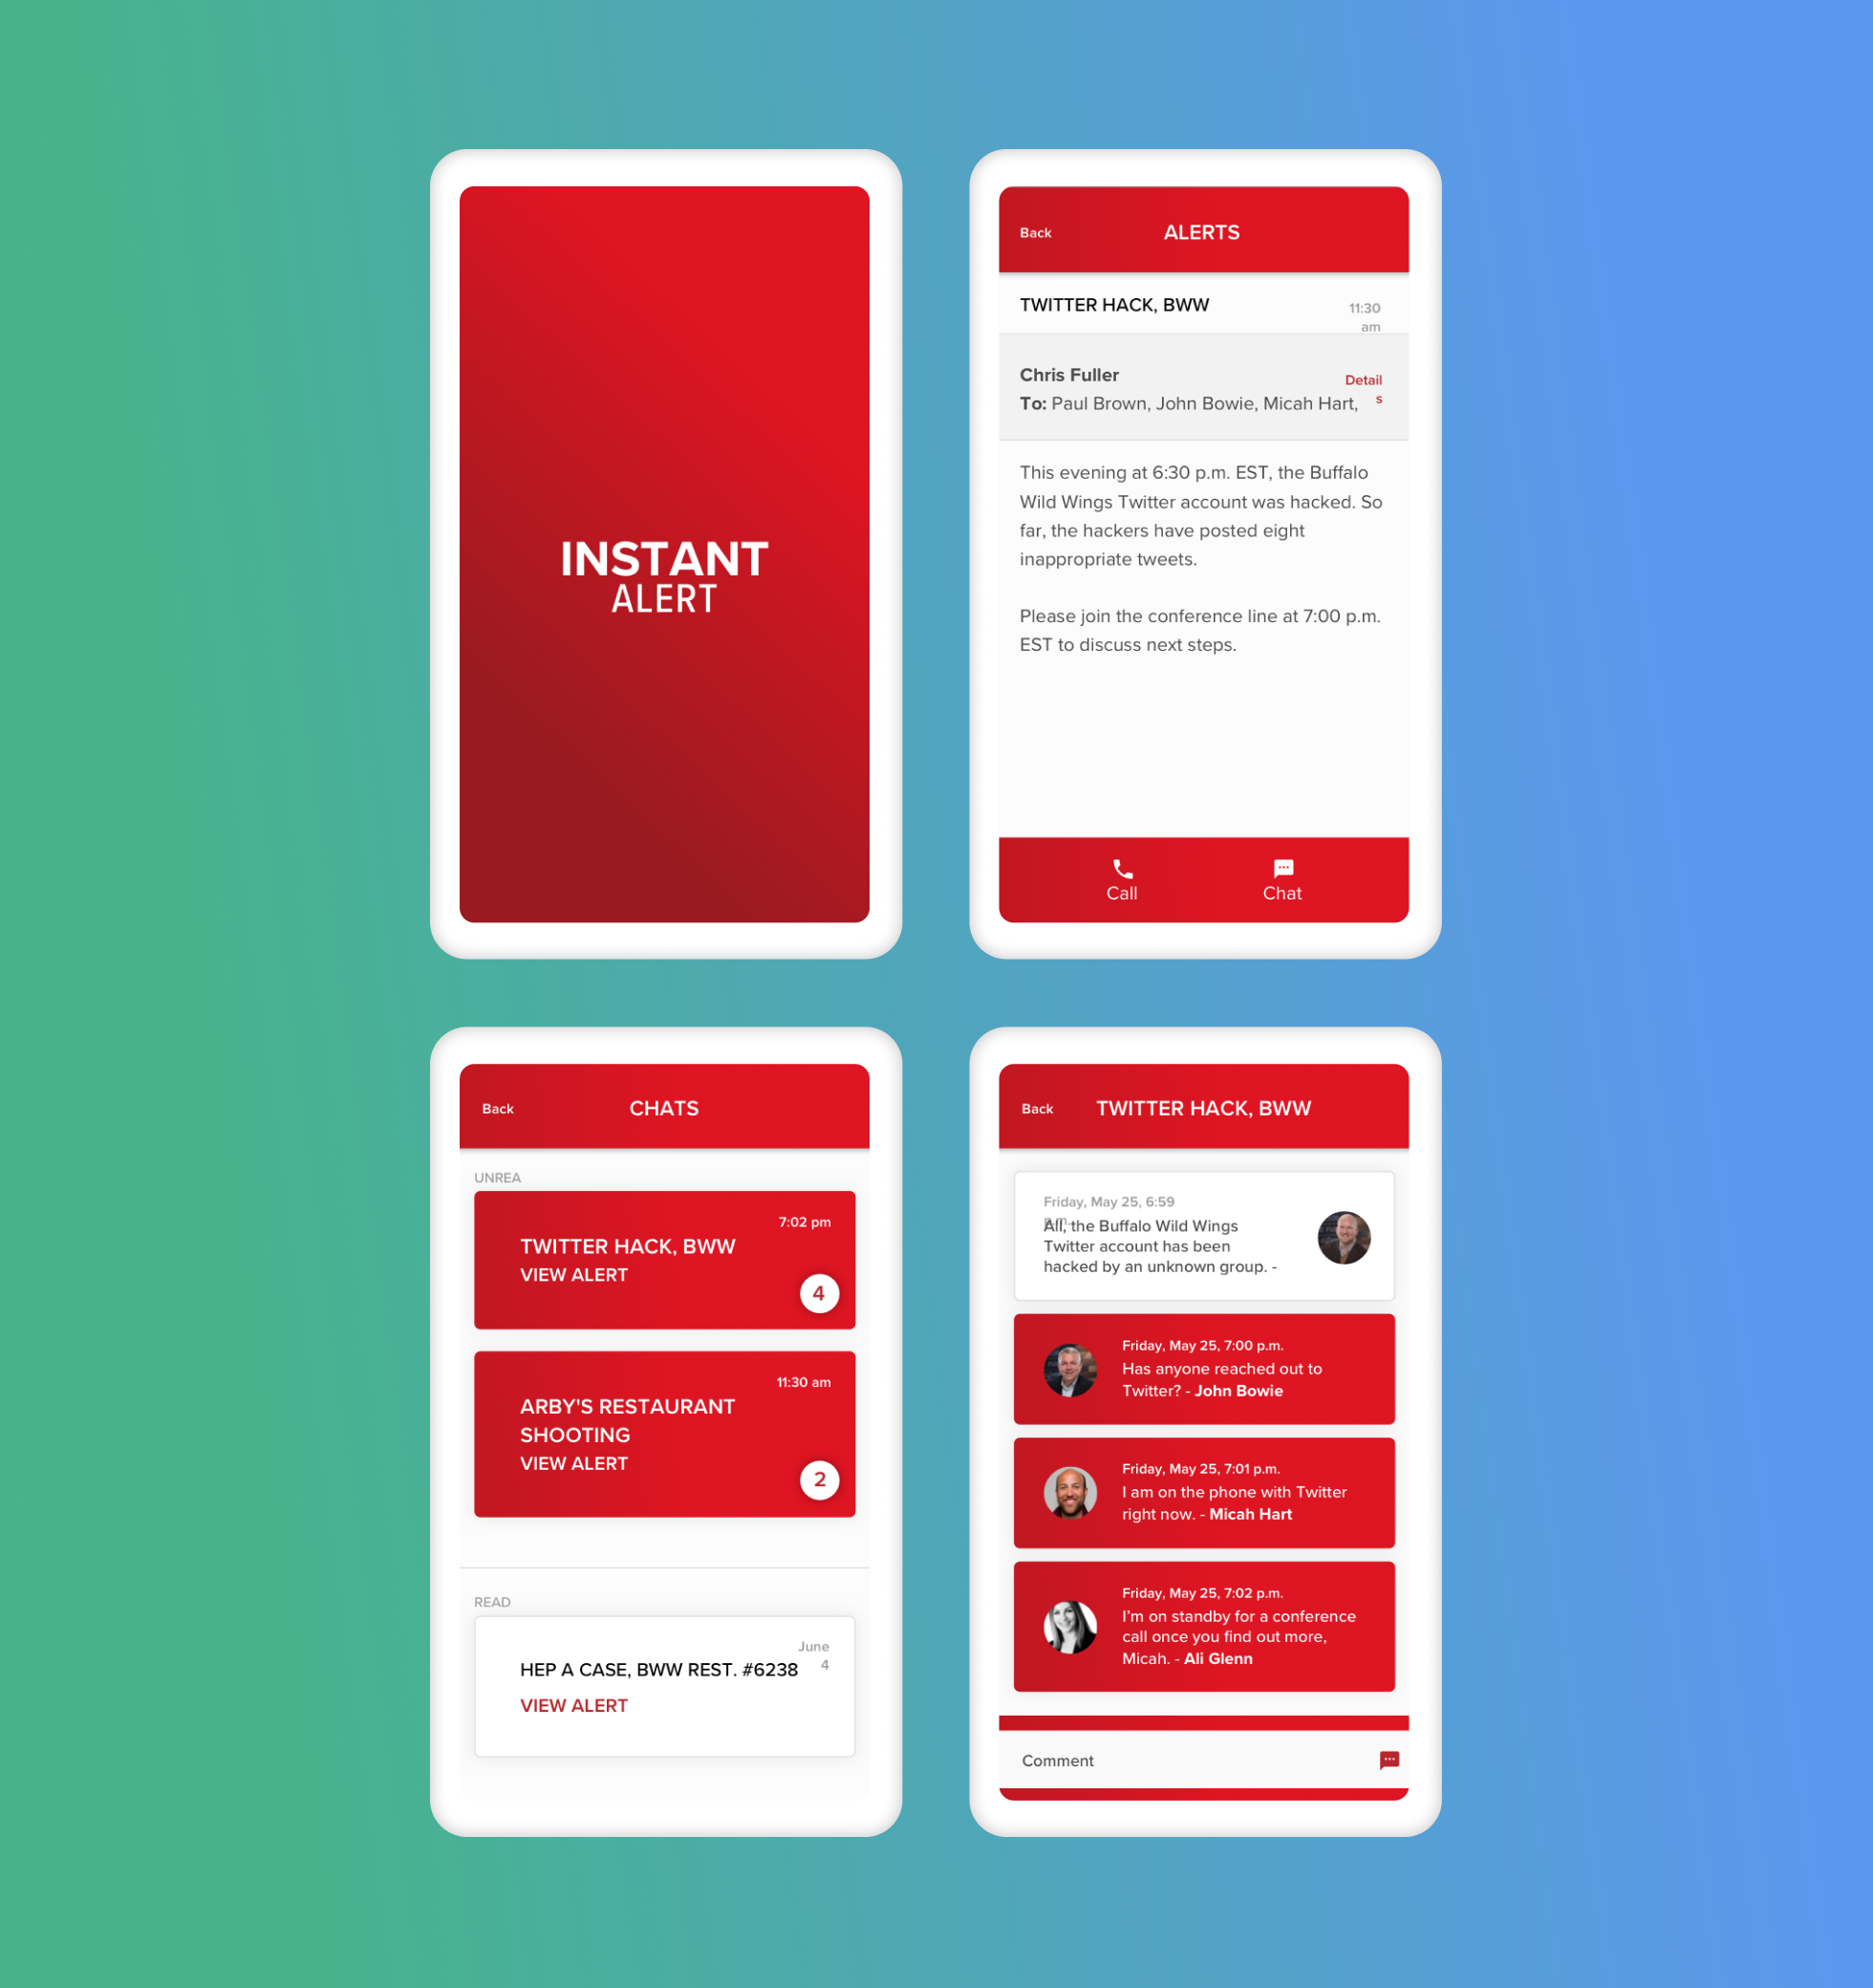 INSTANT
ALERT
Back
ALERTS
TWITTER HACK, BWW
11:30
am
Chris Fuller
To: Paul Brown, John Bowie, Micah Hart,
Detail
s
This evening at 6:30 p.m. EST, the Buffalo
Wild Wings Twitter account was hacked. So
far, the hackers have posted eight
inappropriate tweets.
Please join the conference line at 7:00 p.m.
EST to discuss next steps.
Call
Chat
Back
CHATS
UNREA
7:02 pm
TWITTER HACK, BWW
VIEW ALERT
4
11:30 am
ARBY'S RESTAURANT
SHOOTING
VIEW ALERT
2
READ
June
4
HEP A CASE, BWW REST. #6238
VIEW ALERT
Back
TWITTER HACK, BWW
Friday, May 25, 6:59
p.m.
All, the Buffalo Wild Wings
Twitter account has been
hacked by an unknown group. -
Friday, May 25, 7:00 p.m.
Has anyone reached out to
Twitter? - John Bowie
Friday, May 25, 7:01 p.m.
I am on the phone with Twitter
right now. - Micah Hart
Friday, May 25, 7:02 p.m.
I'm on standby for a conference
call once you find out more,
Micah. - Ali Glenn
Comment